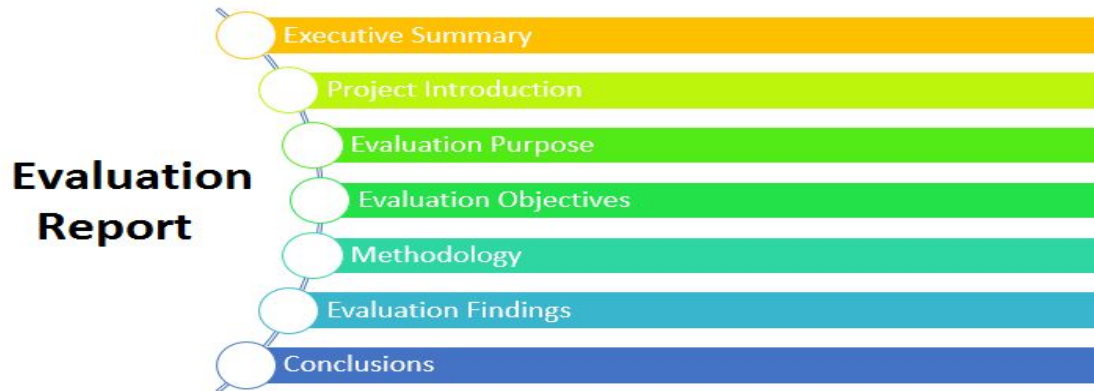 Evaluation
Report
Executive Summary
Project Introduction
Evaluation Purpose
Evaluation Objectives
Methodology
Evaluation Findings
Conclusions